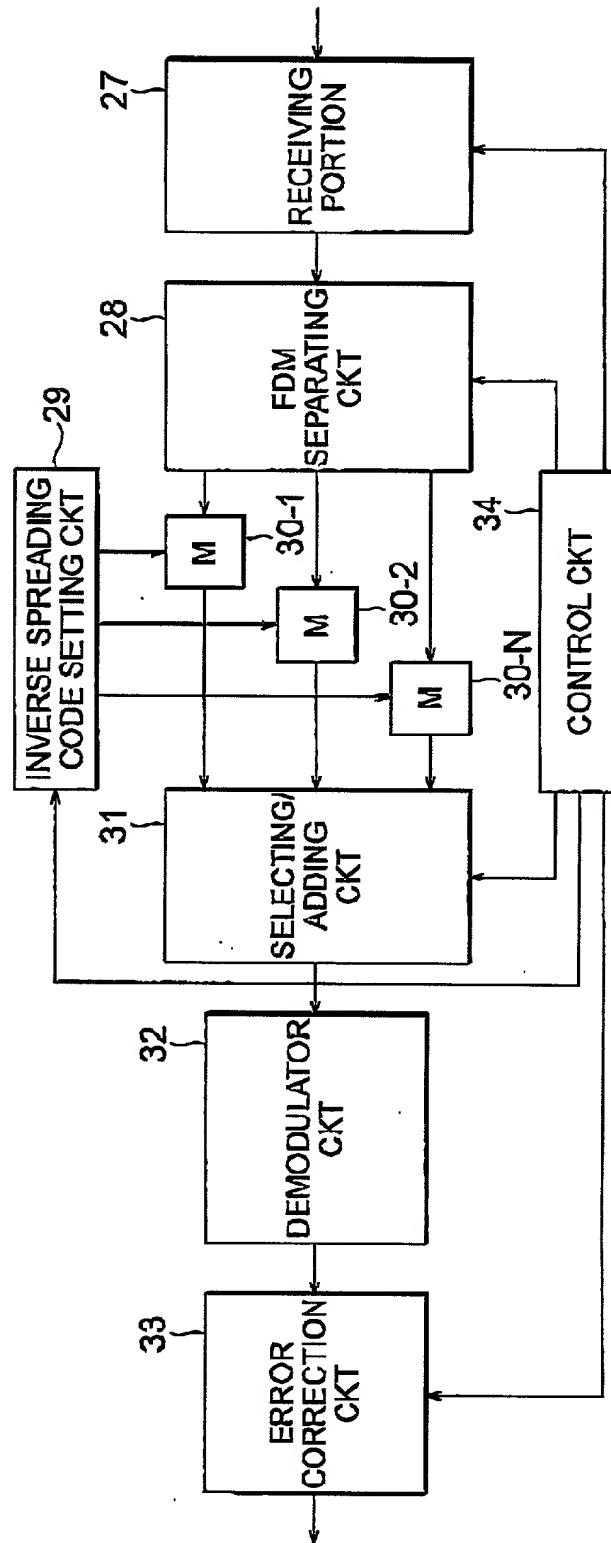 29
INVERSE SPREADING
CODE SETTING CKT
33
ERROR
CORRECTION
CKT
32
DEMODULATOR
CKT
31
SELECTING/
ADDING
CKT
M
30-1
M
30-2
M
30-N
28
FDM
SEPARATING
CKT
27
RECEIVING
PORTION
34
CONTROL CKT